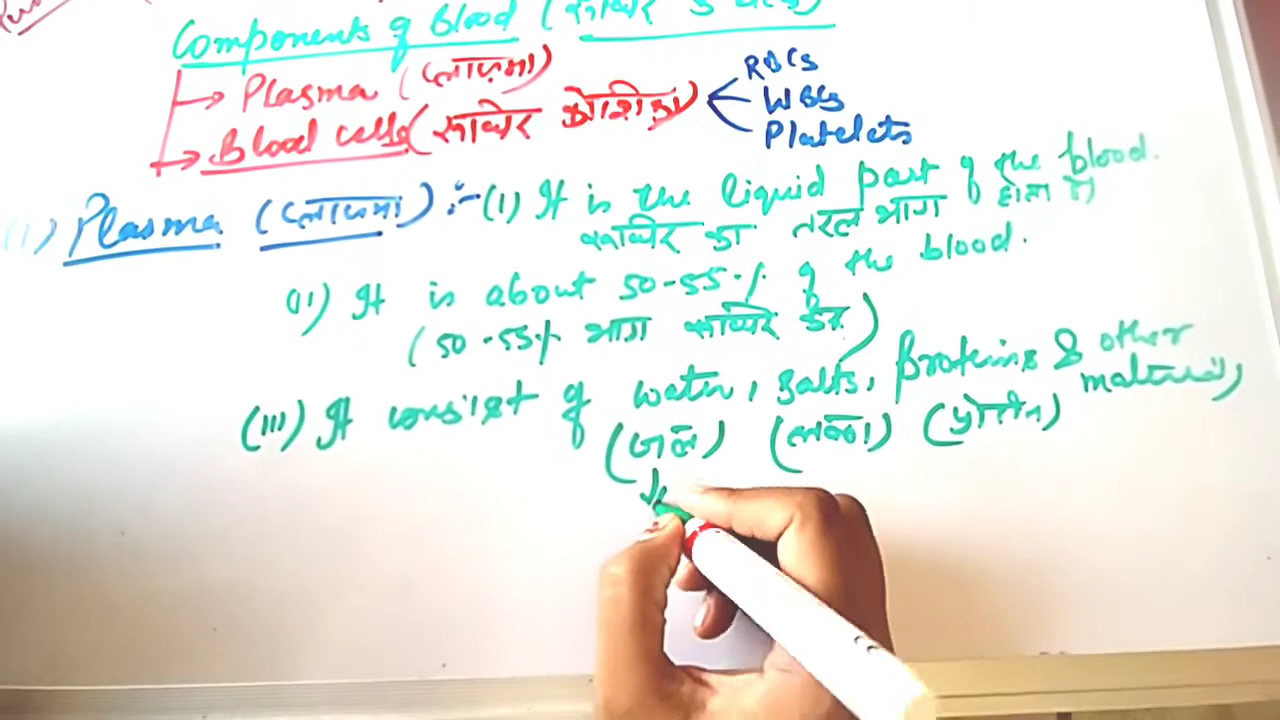 Components of Blood (रूधिर के घटक)
→ Plasma (प्लाज़्मा)
→ Blood cells (रूधिर कोशिका) RBCs
WBCs
Platelets
(1) Plasma (प्लाज्मा) :- (i) It is the liquid part of the blood.
रूधिर का तरल भाग होता है
(ii) It is about 50-55% of the blood.
(50-55% भाग रूधिर का)
(iii) It consist of water, salts, proteins & other materials
(जल) (लवण) (प्रोटीन)